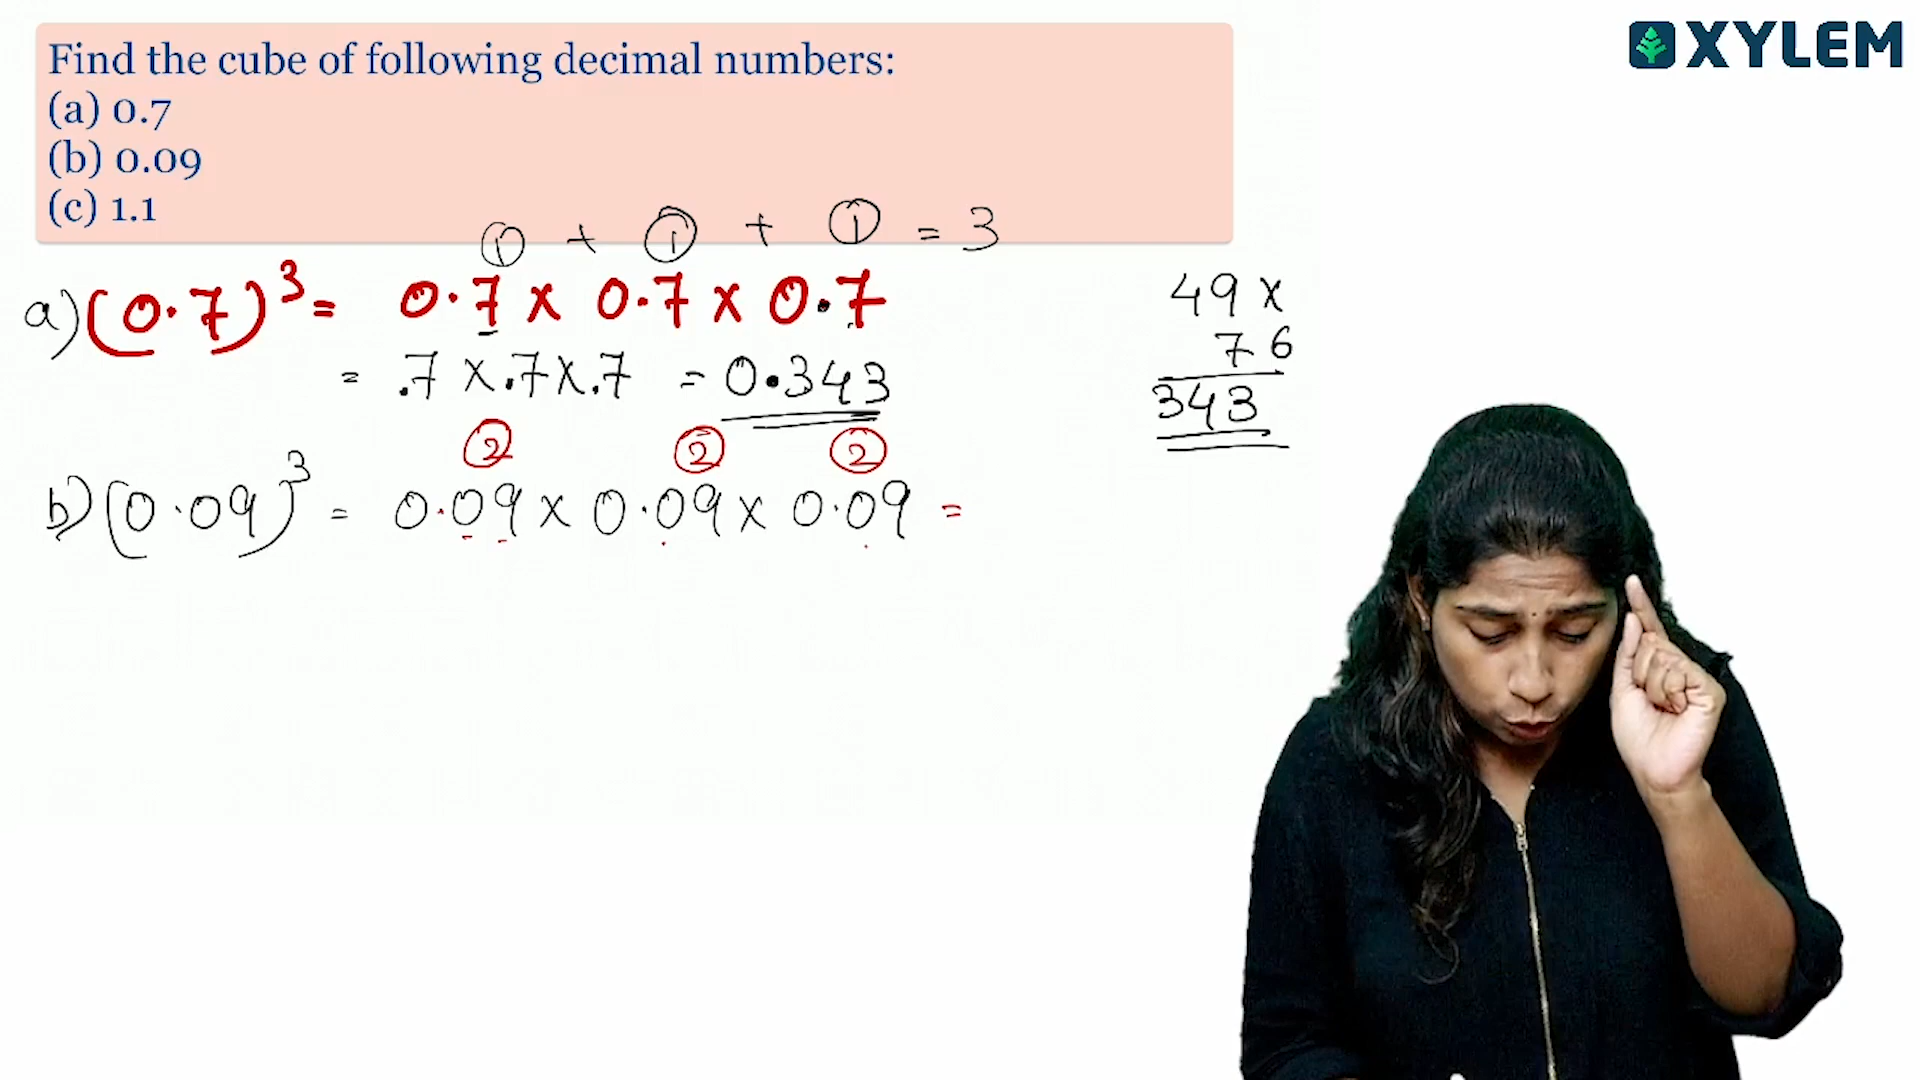 XYLEM
Find the cube of following decimal numbers:
(a) 0.7
(b) 0.09
(c) 1.1
1 + 1 + 1 = 3
a) (0.7)³ = 0.7 x 0.7 x 0.7
= .7 x .7 x .7 = 0.343
49 x
7 6
343
2 2 2
b) (0.09)³ = 0.09 x 0.09 x 0.09 =